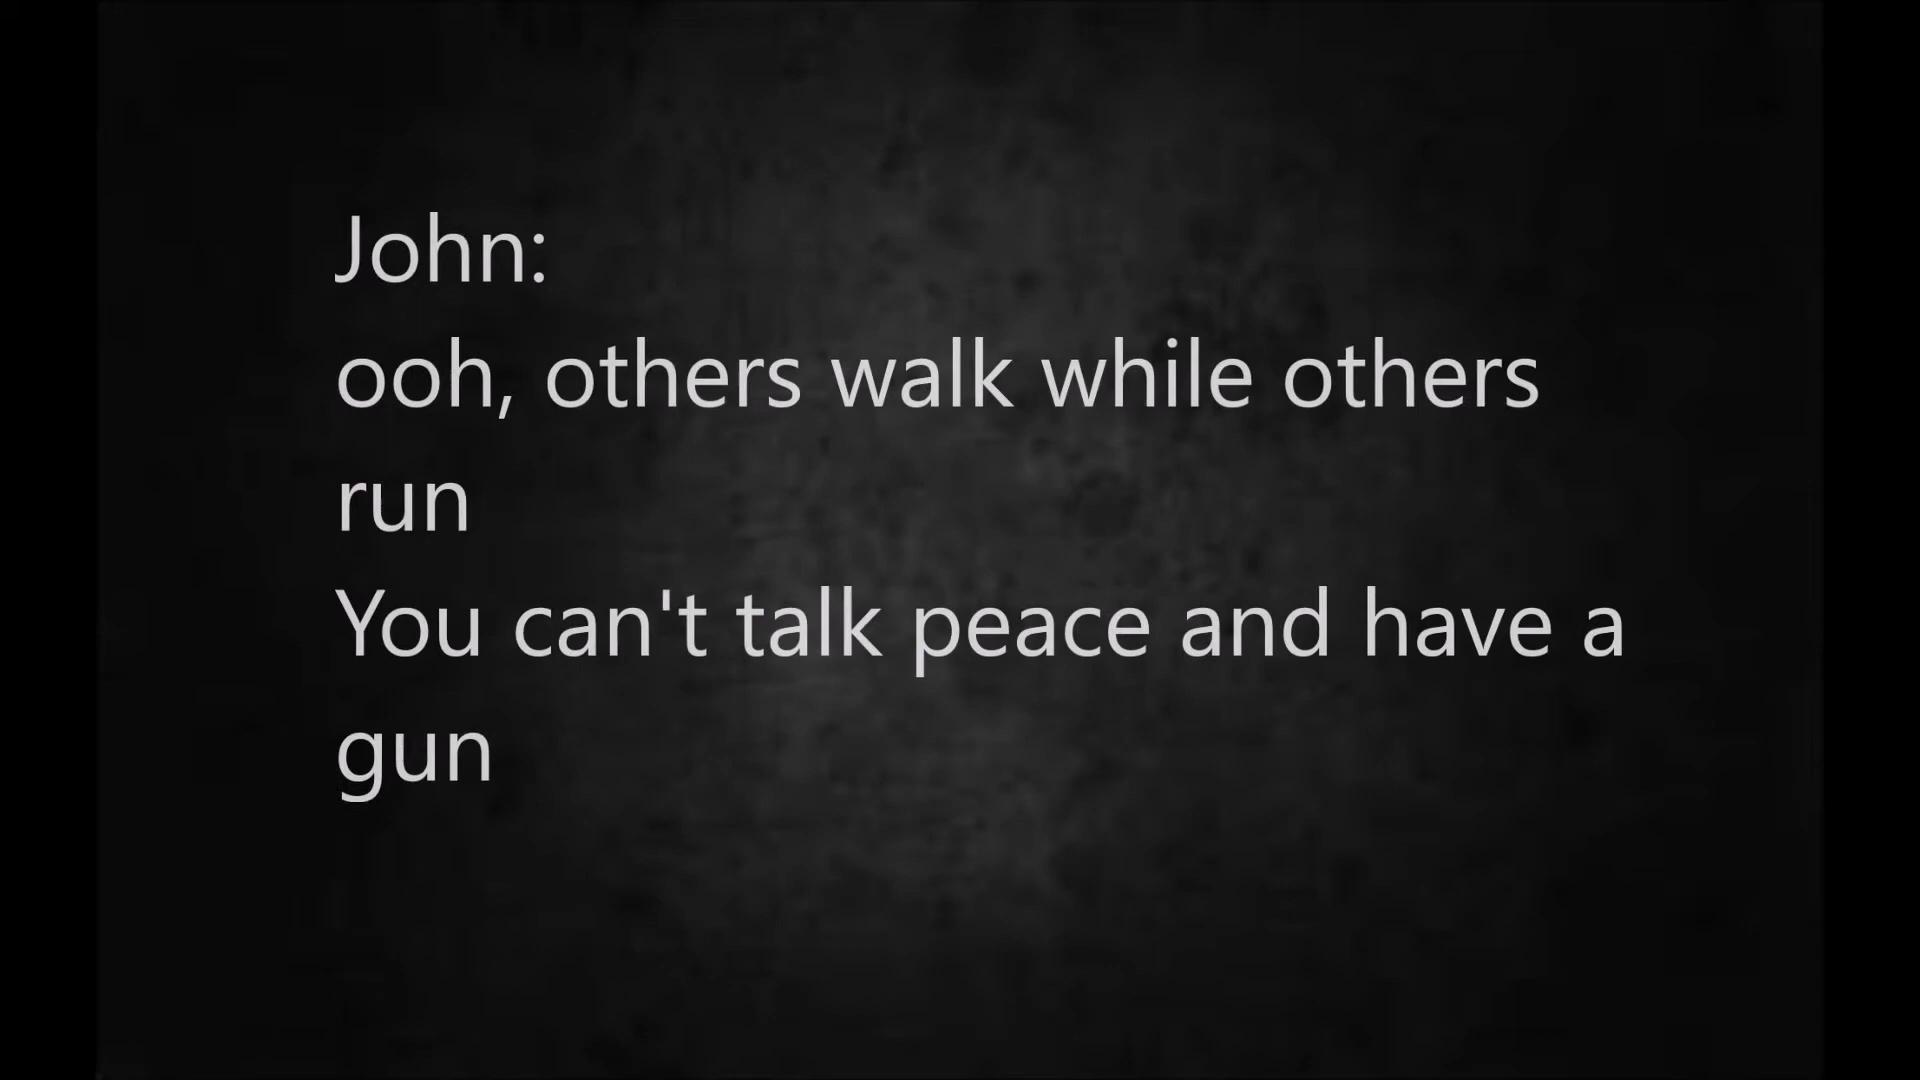 John:
ooh, others walk while others
run
You can't talk peace and have a
gun